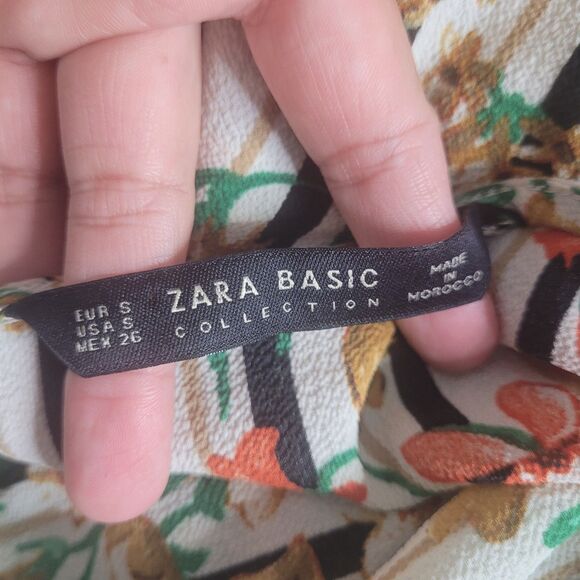 EUR S
USA S
MEX 26
ZARA BASIC
COLLECTION
MADE
IN
MOROCCO